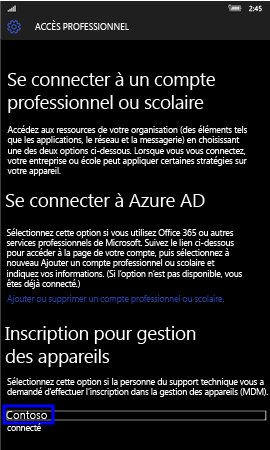 2:45
ACCÈS PROFESSIONNEL
Se connecter à un compte
professionnel ou scolaire
Accédez aux ressources de votre organisation (des éléments tels
que les applications, le réseau et la messagerie) en choisissant
une des deux options ci-dessous. Lorsque vous vous connectez,
votre entreprise ou école peut appliquer certaines stratégies sur
votre appareil.
Se connecter à Azure AD
Sélectionnez cette option si vous utilisez Office 365 ou autres
services professionnels de Microsoft. Suivez le lien ci-dessous
pour accéder à la page de votre compte, puis sélectionnez à
nouveau Ajouter un compte professionnel ou scolaire et
indiquez vos informations. (Si l'option n'est pas disponible, vous
êtes déjà connecté.)
Ajouter ou supprimer un compte professionnel ou scolaire.
Inscription pour gestion
des appareils
Sélectionnez cette option si la personne du support technique vous a
demandé d'effectuer l'inscription dans la gestion des appareils (MDM).
Contoso
connecté